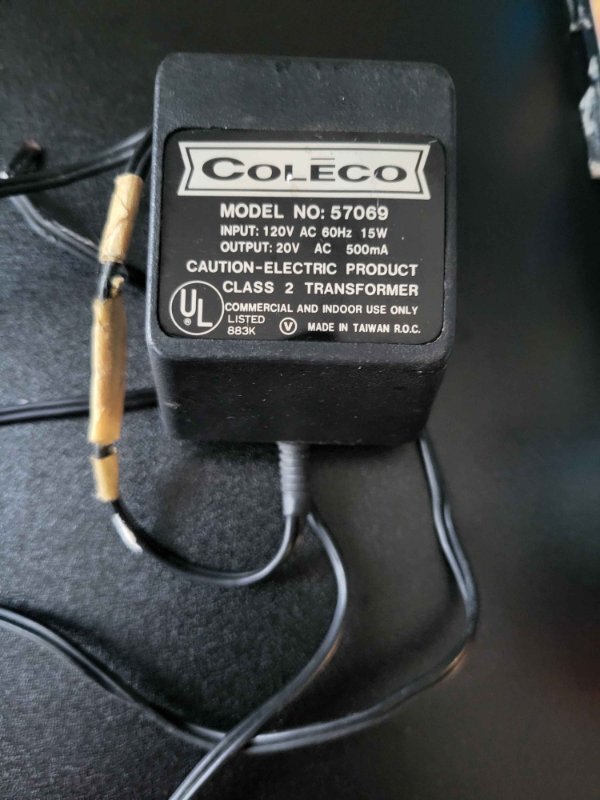 COLECO
MODEL NO: 57069
INPUT: 120V AC 60Hz 15W
OUTPUT: 20V AC 500mA
CAUTION-ELECTRIC PRODUCT
CLASS 2 TRANSFORMER
UL ® COMMERCIAL AND INDOOR USE ONLY
LISTED
883K V MADE IN TAIWAN R.O.C.